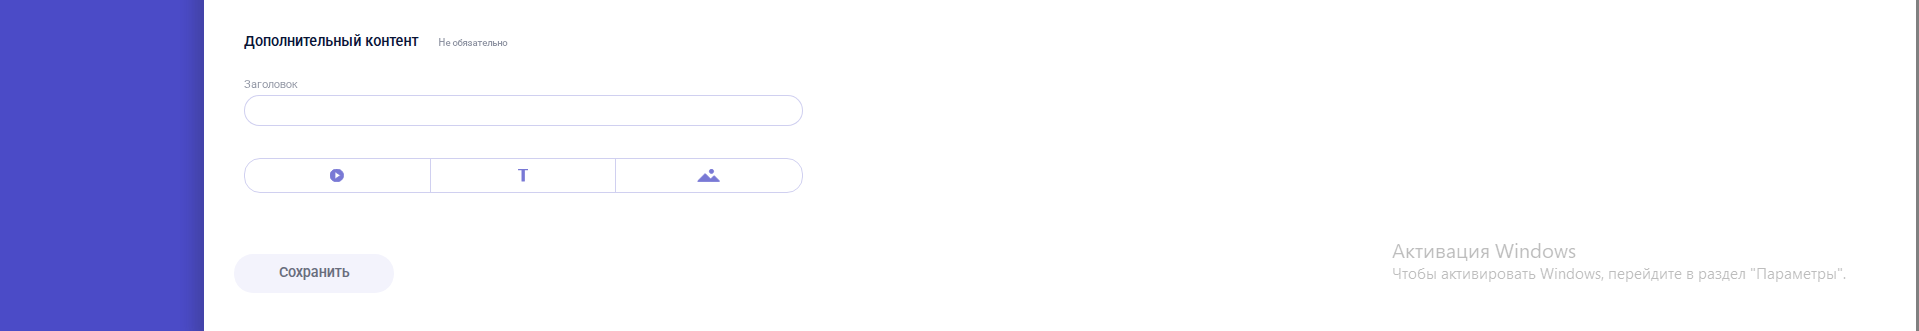 Дополнительный контент Не обязательно
Заголовок
Сохранить
Активация Windows
Чтобы активировать Windows, перейдите в раздел "Параметры".